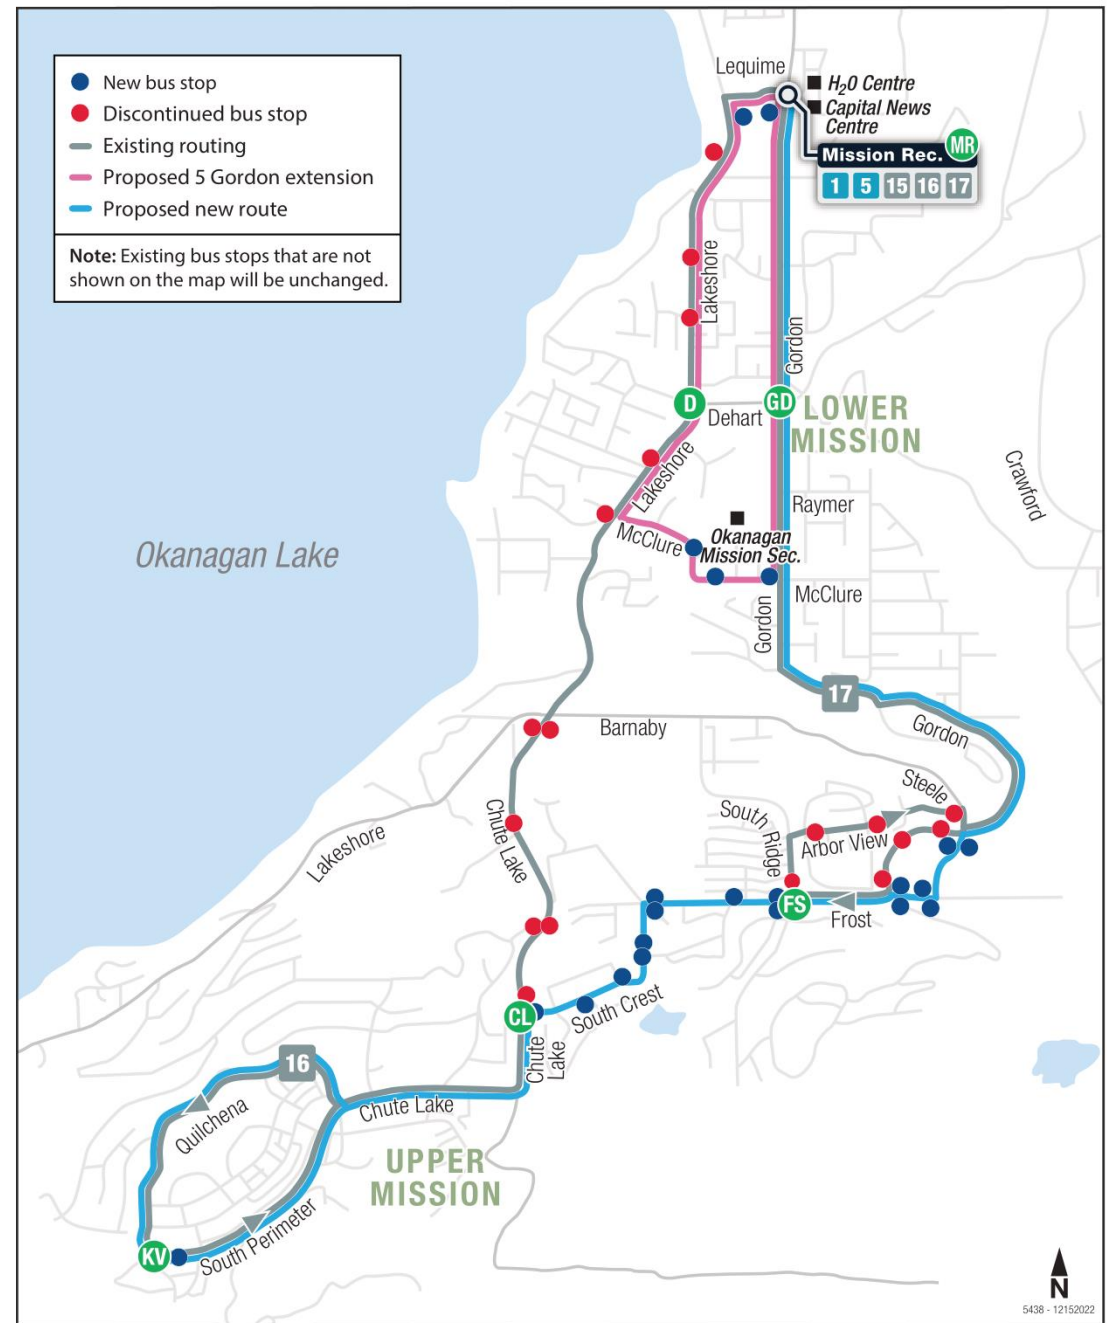 New bus stop
Discontinued bus stop
Existing routing
Proposed 5 Gordon extension
Proposed new route
Note: Existing bus stops that are not
shown on the map will be unchanged.
Lequime
H2O Centre
Capital News
Centre
Mission Rec.
MR
1 5 15 16 17
Lakeshore
Gordon
D
Dehart
GD
LOWER
MISSION
Lakeshore
Crawford
Raymer
McClure
Okanagan
Mission Sec.
Okanagan Lake
McClure
Gordon
17
Gordon
Barnaby
Steele
South Ridge
Arbor View
Chute Lake
Lakeshore
FS
Frost
South Crest
CL
Chute
Lake
16
Quilchena
Chute Lake
UPPER
MISSION
South Perimeter
KV
N
5438 - 12152022